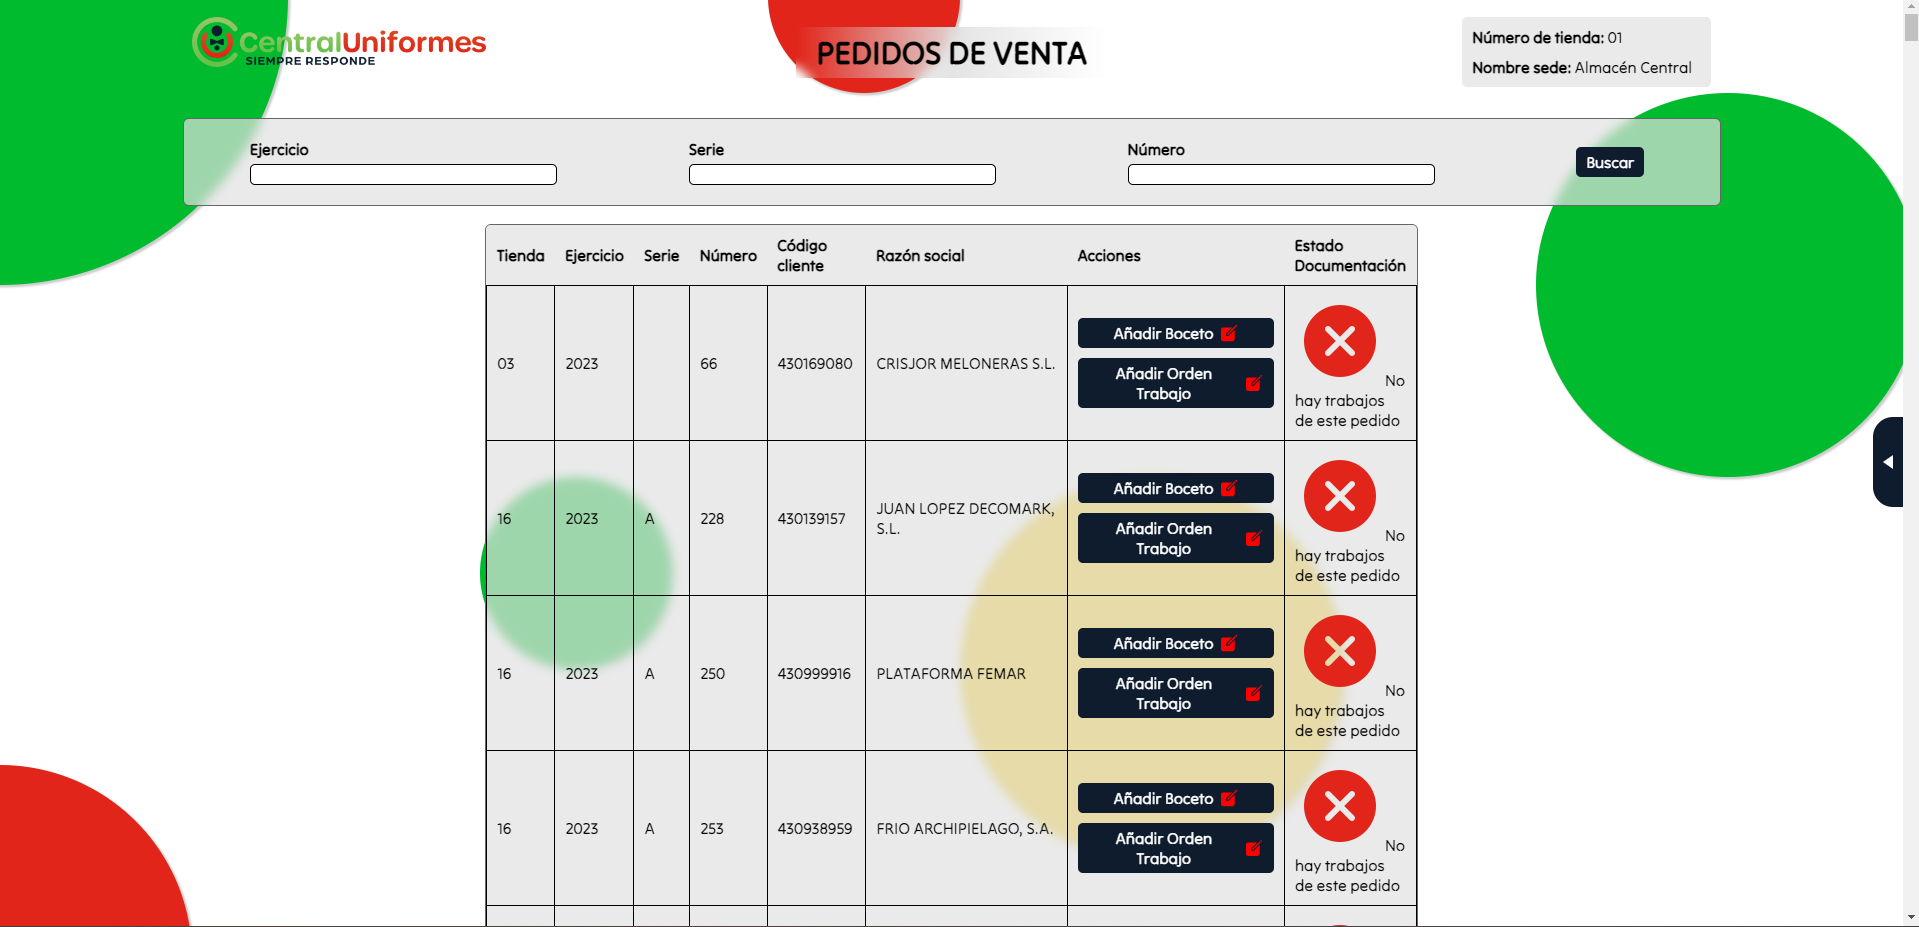 CentralUniformes
SIEMPRE RESPONDE
PEDIDOS DE VENTA
Número de tienda: 01
Nombre sede: Almacén Central
Ejercicio
Serie
Número
Buscar
Tienda Ejercicio Serie Número Código cliente Razón social Acciones Estado Documentación
03 2023 66 430169080 CRISJOR MELONERAS S.L.
Añadir Boceto
Añadir Orden
Trabajo
No
hay trabajos
de este pedido
16 2023 A 228 430139157 JUAN LOPEZ DECOMARK,
S.L.
Añadir Boceto
Añadir Orden
Trabajo
No
hay trabajos
de este pedido
16 2023 A 250 430999916 PLATAFORMA FEMAR
Añadir Boceto
Añadir Orden
Trabajo
No
hay trabajos
de este pedido
16 2023 A 253 430938959 FRIO ARCHIPIELAGO, S.A.
Añadir Boceto
Añadir Orden
Trabajo
No
hay trabajos
de este pedido